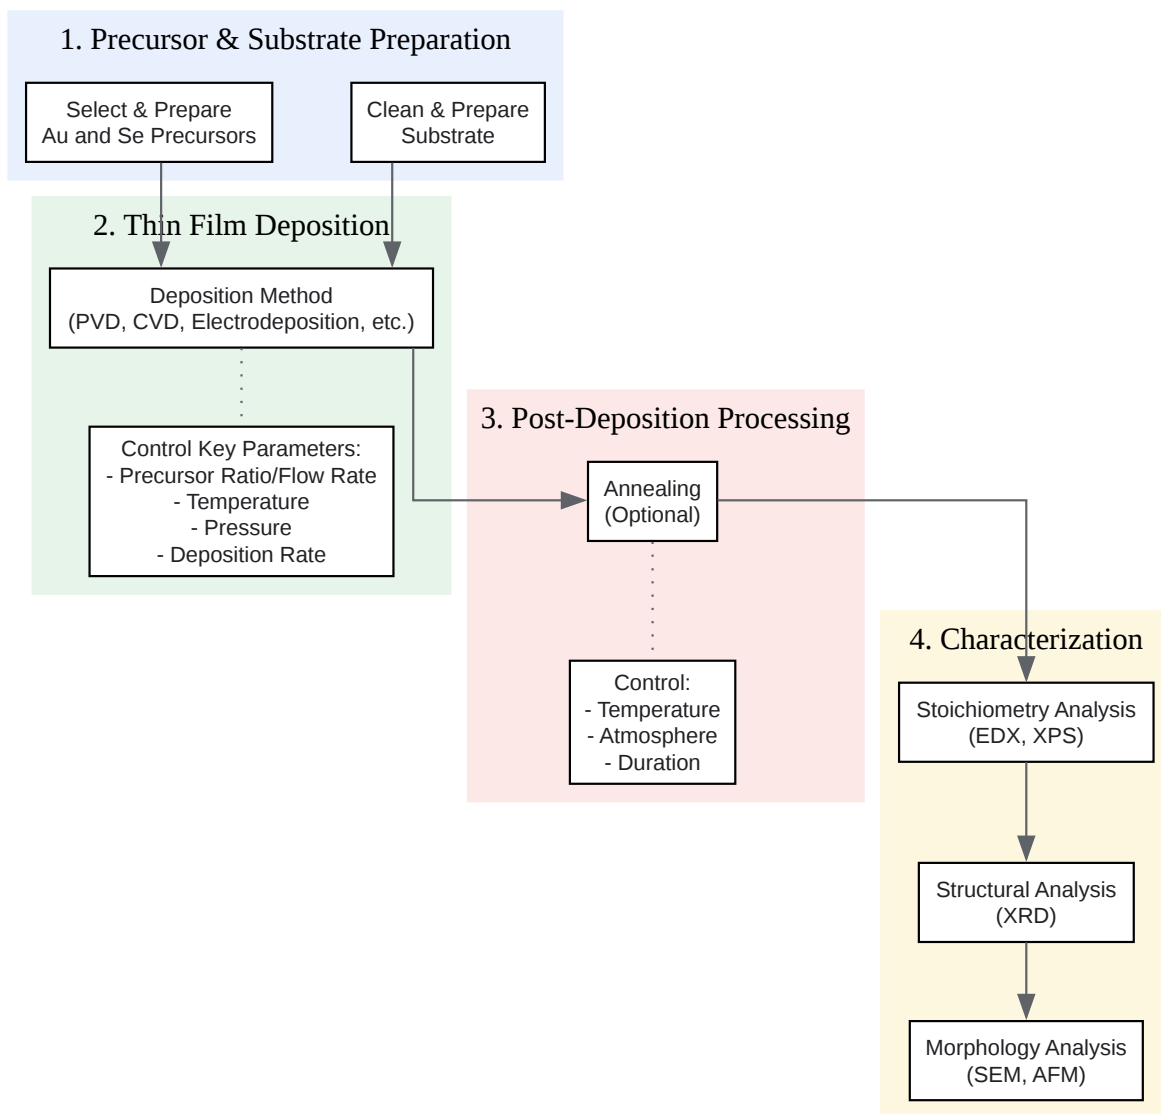 1. Precursor & Substrate Preparation
Select & Prepare
Au and Se Precursors
Clean & Prepare
Substrate
2. Thin Film Deposition
Deposition Method
(PVD, CVD, Electrodeposition, etc.)
Control Key Parameters:
- Precursor Ratio/Flow Rate
- Temperature
- Pressure
- Deposition Rate
3. Post-Deposition Processing
Annealing
(Optional)
Control:
- Temperature
- Atmosphere
- Duration
4. Characterization
Stoichiometry Analysis
(EDX, XPS)
Structural Analysis
(XRD)
Morphology Analysis
(SEM, AFM)